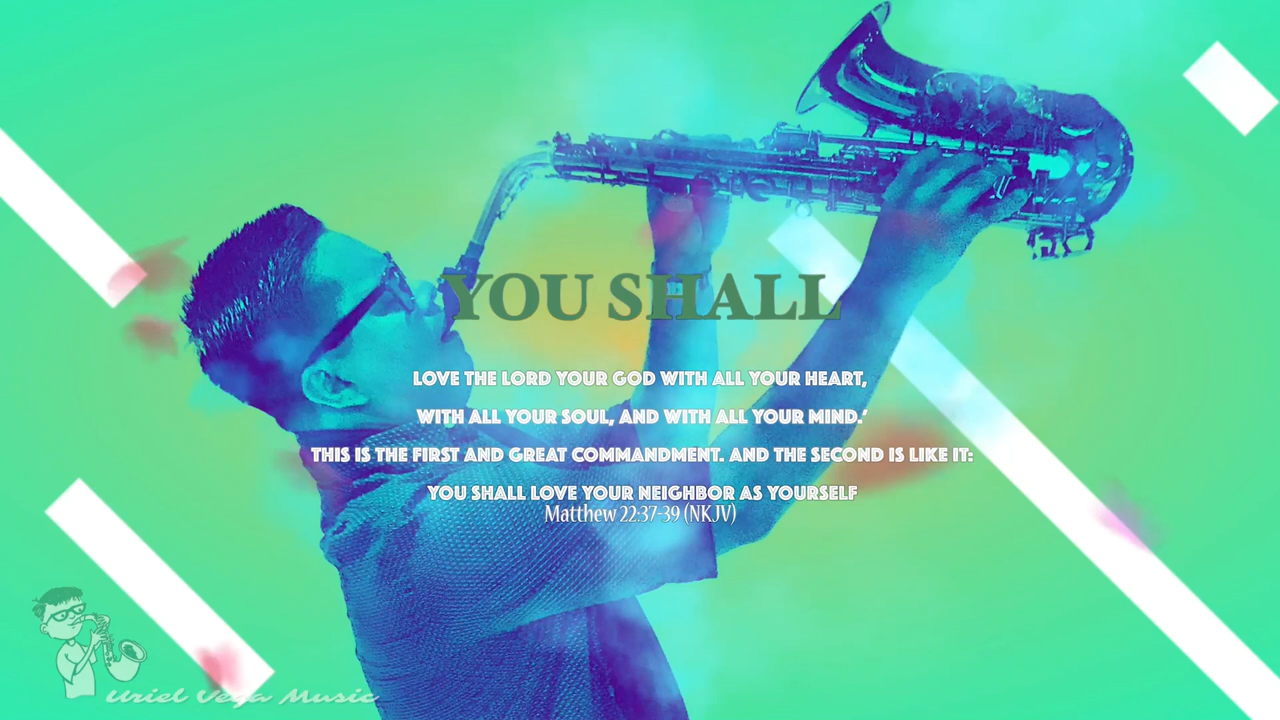 YOU SHALL
LOVE THE LORD YOUR GOD WITH ALL YOUR HEART,
WITH ALL YOUR SOUL, AND WITH ALL YOUR MIND.’
THIS IS THE FIRST AND GREAT COMMANDMENT. AND THE SECOND IS LIKE IT:
YOU SHALL LOVE YOUR NEIGHBOR AS YOURSELF
Matthew 22:37-39 (NKJV)
Uriel Vega Music